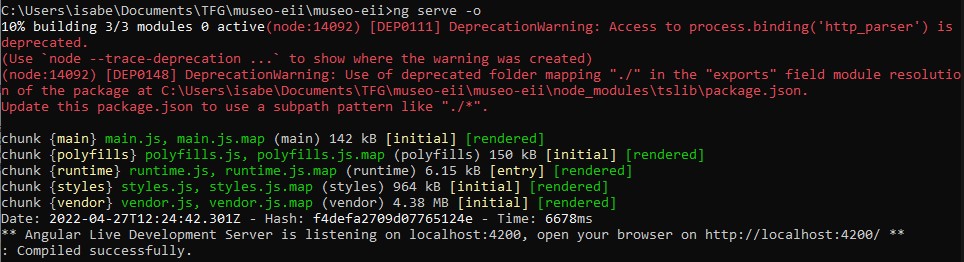 C:\Users\isabe\Documents\TFG\museo-eii\museo-eii>ng serve -o
10% building 3/3 modules 0 active(node:14092) [DEP0111] DeprecationWarning: Access to process.binding('http_parser') is
deprecated.
(Use `node --trace-deprecation ...` to show where the warning was created)
(node:14092) [DEP0148] DeprecationWarning: Use of deprecated folder mapping "./" in the "exports" field module resolutio
n of the package at C:\Users\isabe\Documents\TFG\museo-eii\museo-eii\node_modules\tslib\package.json.
Update this package.json to use a subpath pattern like "./*".
chunk {main} main.js, main.js.map (main) 142 kB [initial] [rendered]
chunk {polyfills} polyfills.js, polyfills.js.map (polyfills) 150 kB [initial] [rendered]
chunk {runtime} runtime.js, runtime.js.map (runtime) 6.15 kB [entry] [rendered]
chunk {styles} styles.js, styles.js.map (styles) 964 kB [initial] [rendered]
chunk {vendor} vendor.js, vendor.js.map (vendor) 4.38 MB [initial] [rendered]
Date: 2022-04-27T12:24:42.301Z - Hash: f4defa2709d07765124e - Time: 6678ms
** Angular Live Development Server is listening on localhost:4200, open your browser on http://localhost:4200/ **
: Compiled successfully.